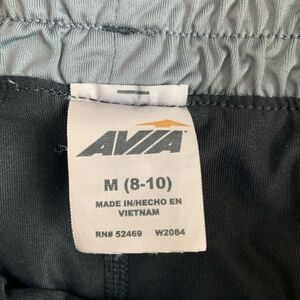 AVIA
M (8-10)
MADE IN/HECHO EN
VIETNAM
RN# 52469 W2084